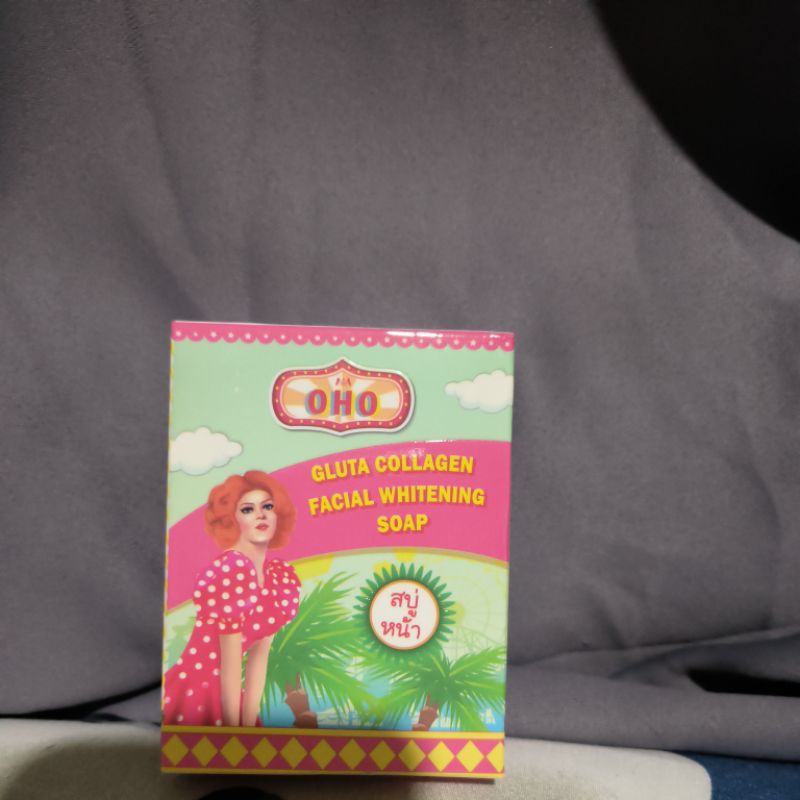 OHO
GLUTA COLLAGEN
FACIAL WHITENING
SOAP
สบู่
หน้า